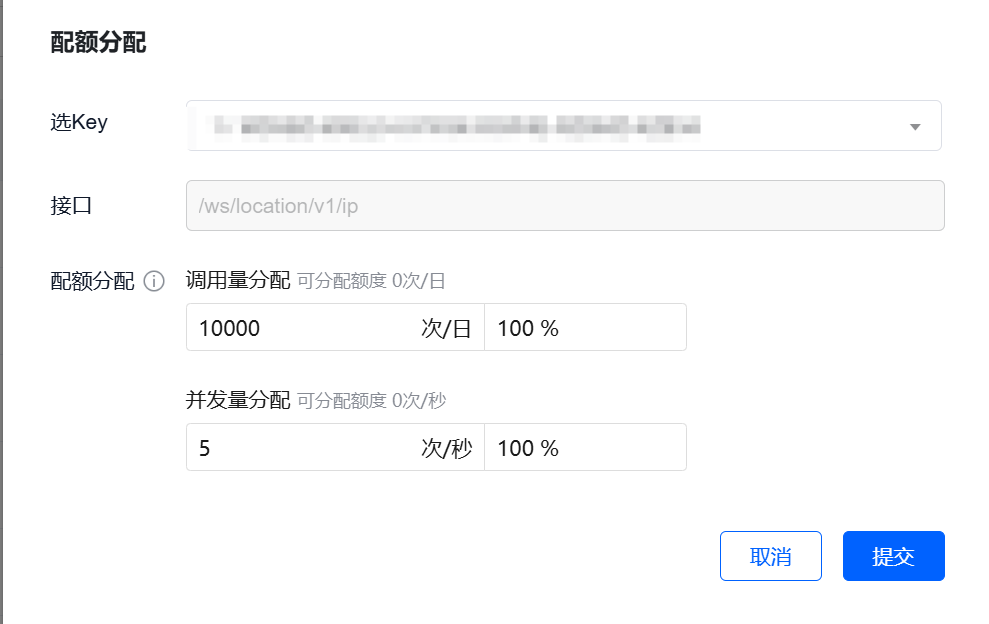 配额分配
选Key
接口
/ws/location/v1/ip
配额分配 调用量分配 可分配额度 0次/日
10000 次/日 100 %
并发量分配 可分配额度 0次/秒
5 次/秒 100 %
取消 提交